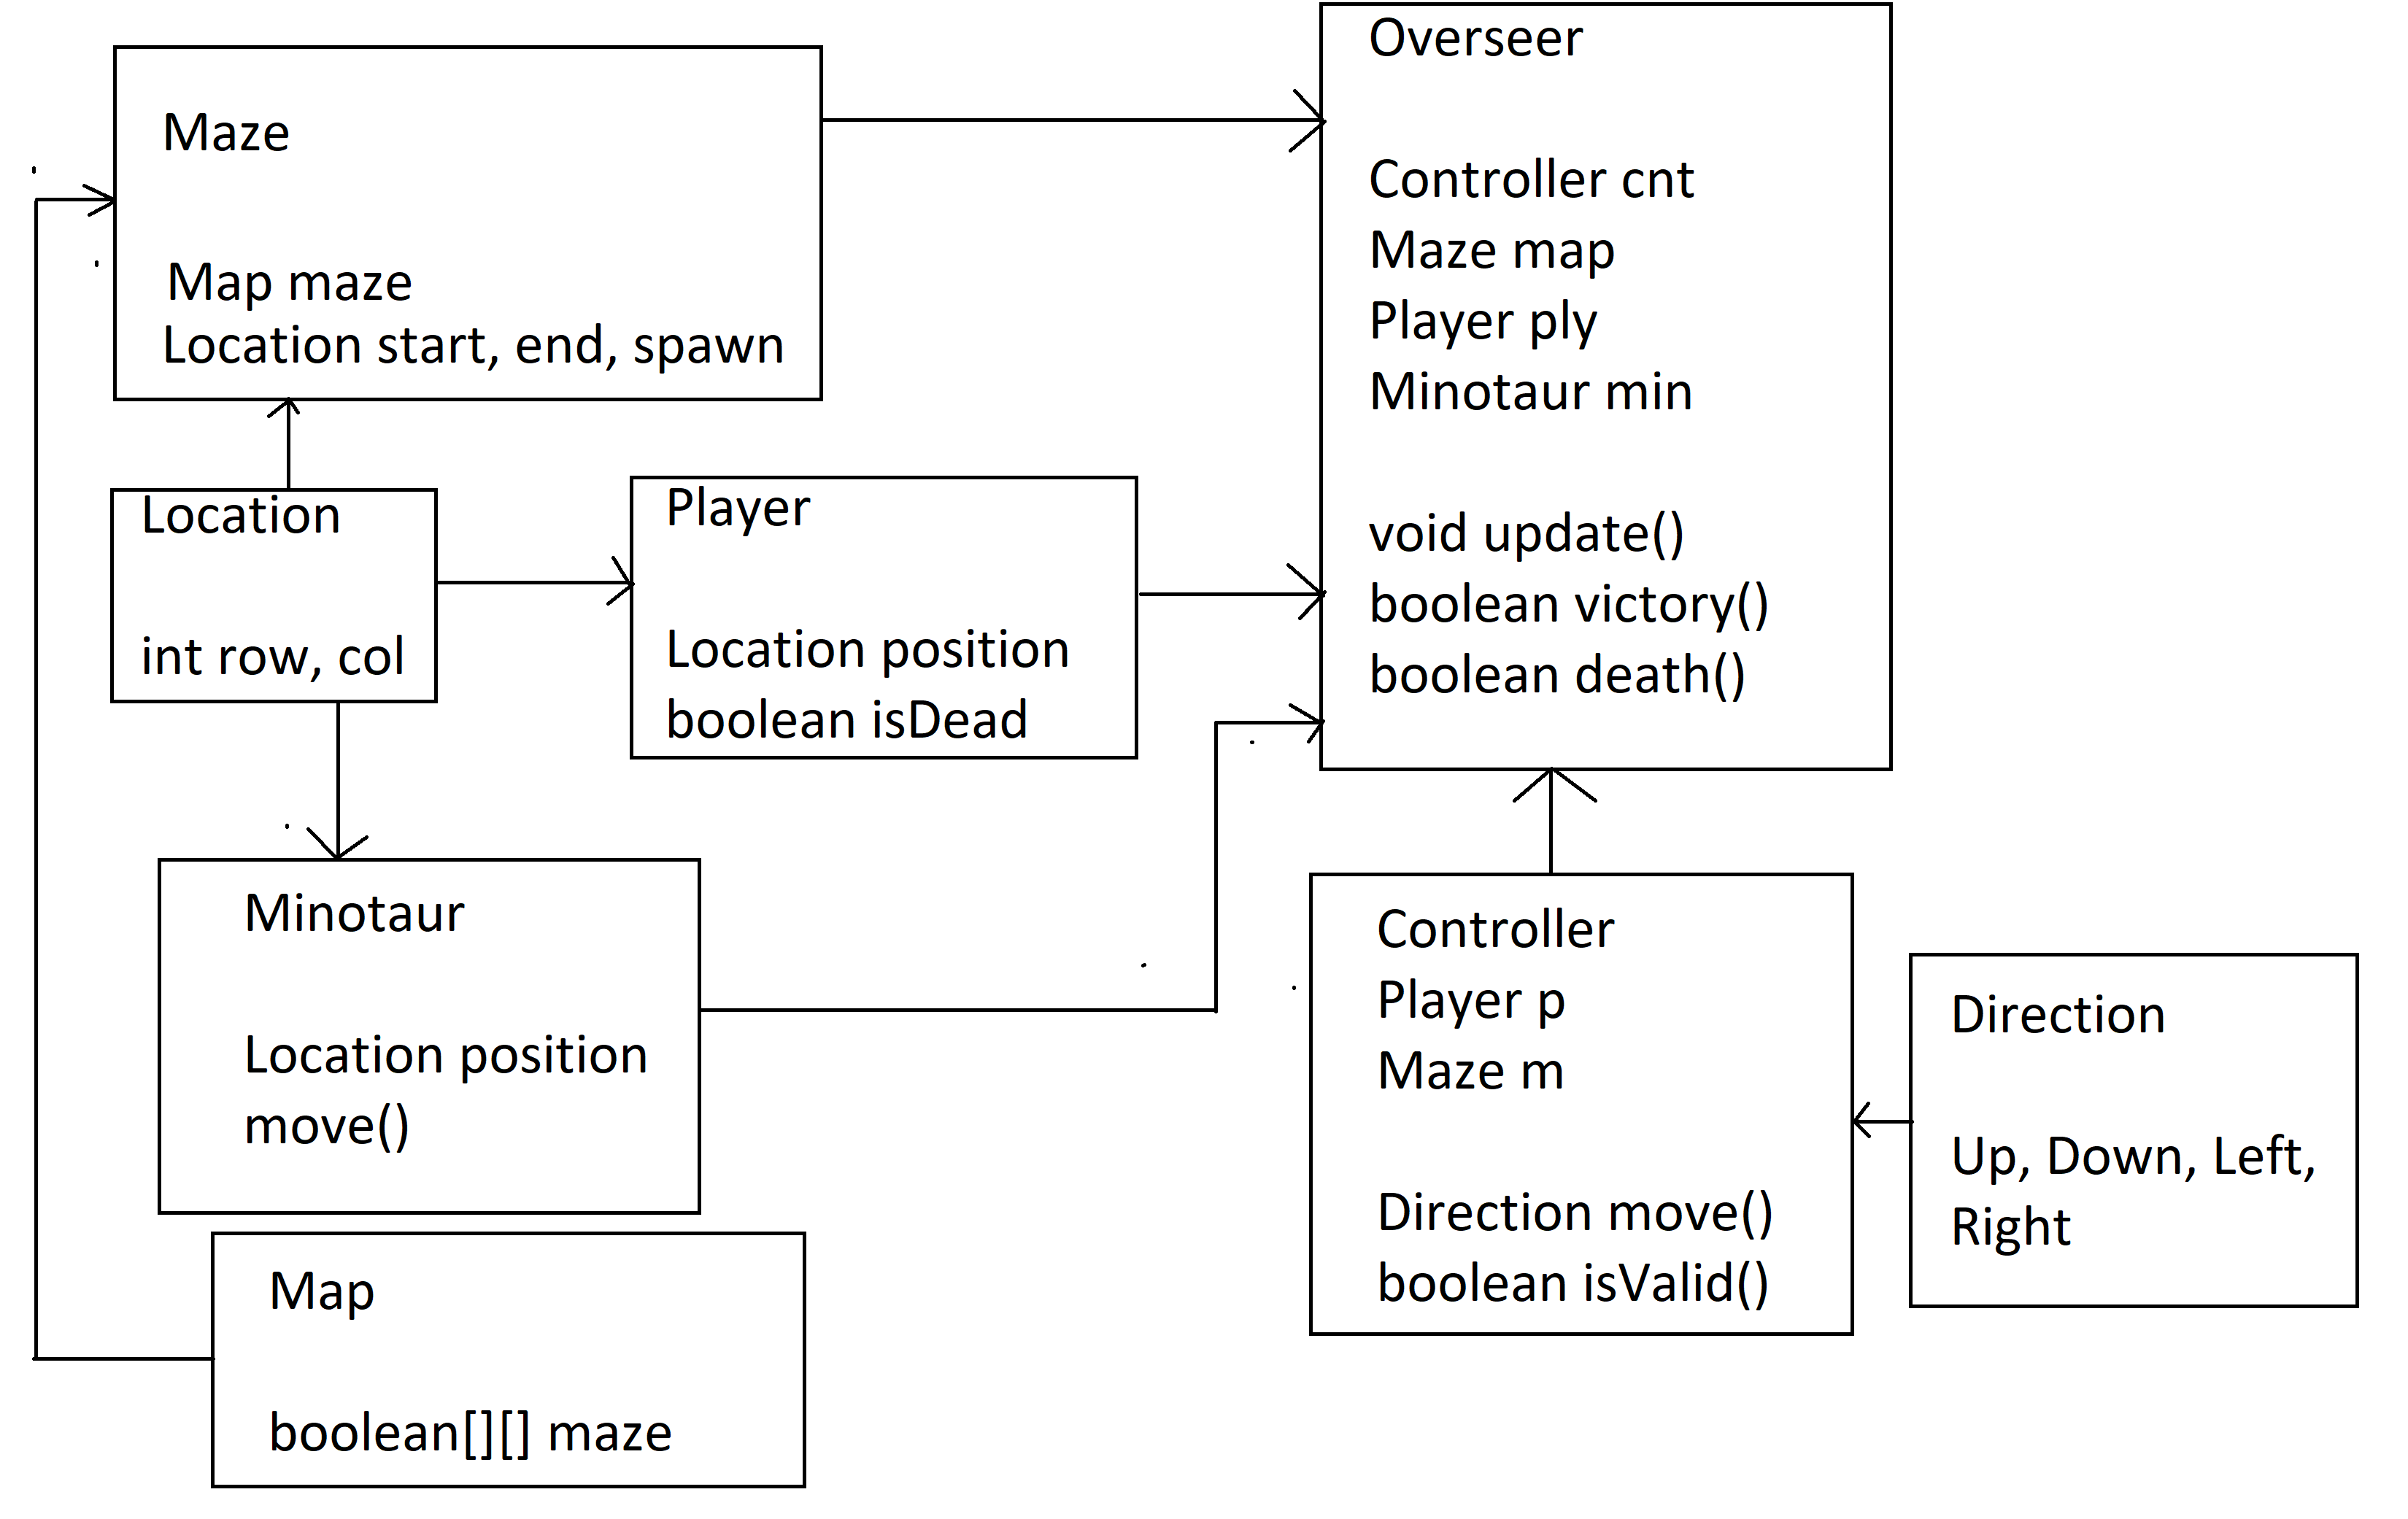 Maze
Map maze
Location start, end, spawn
Overseer
Controller cnt
Maze map
Player ply
Minotaur min
void update()
boolean victory()
boolean death()
Location
int row, col
Player
Location position
boolean isDead
Minotaur
Location position
move()
Controller
Player p
Maze m
Direction move()
boolean isValid()
Direction
Up, Down, Left,
Right
Map
boolean[][] maze